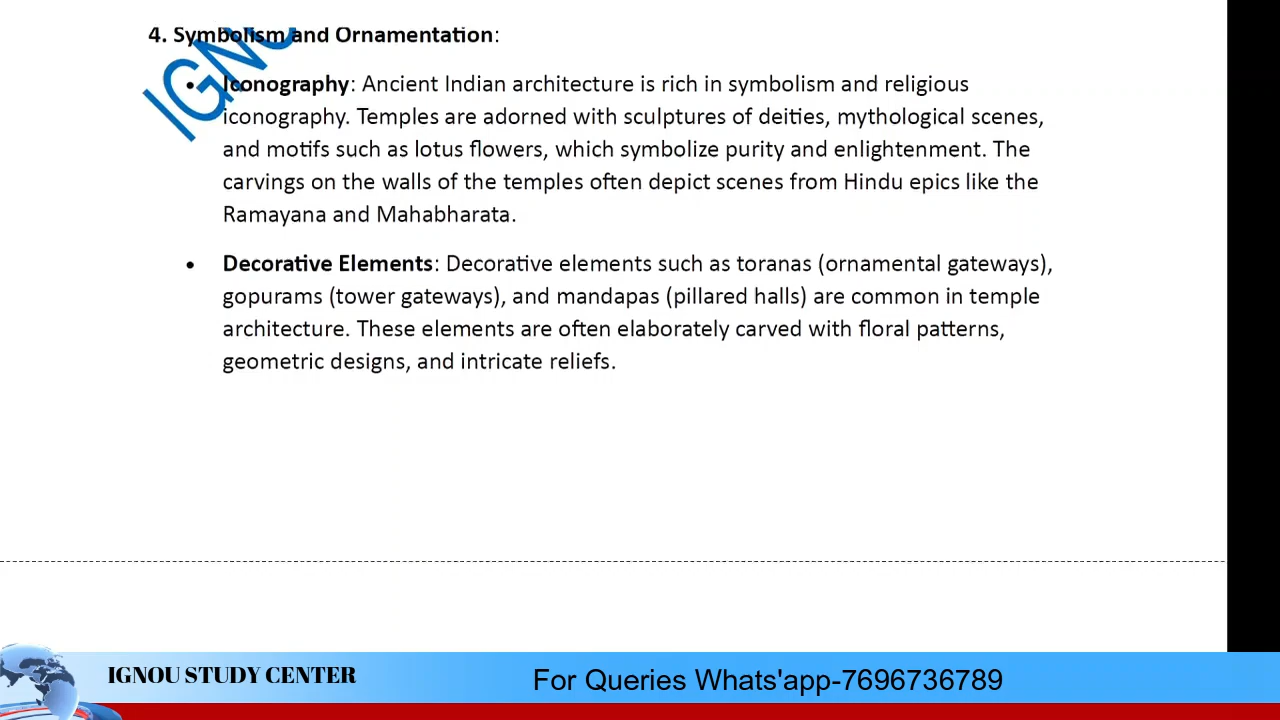 4. Symbolism and Ornamentation:
IGNOU
• Iconography: Ancient Indian architecture is rich in symbolism and religious
iconography. Temples are adorned with sculptures of deities, mythological scenes,
and motifs such as lotus flowers, which symbolize purity and enlightenment. The
carvings on the walls of the temples often depict scenes from Hindu epics like the
Ramayana and Mahabharata.
• Decorative Elements: Decorative elements such as toranas (ornamental gateways),
gopurams (tower gateways), and mandapas (pillared halls) are common in temple
architecture. These elements are often elaborately carved with floral patterns,
geometric designs, and intricate reliefs.
IGNOU STUDY CENTER
For Queries Whats'app-7696736789